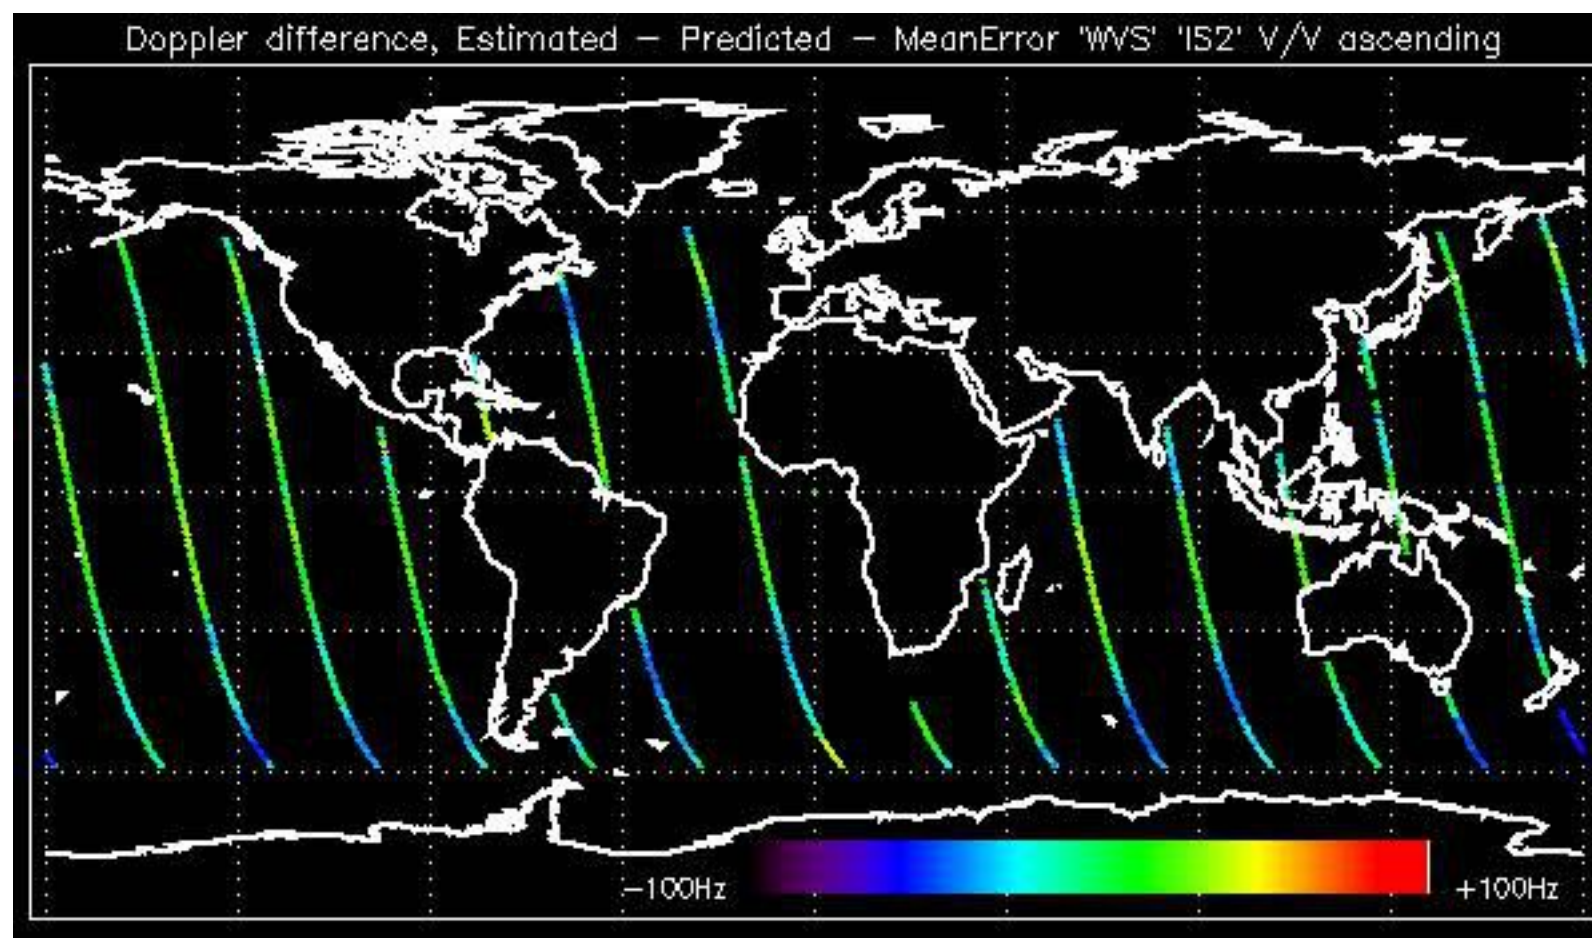 Doppler difference, Estimated – Predicted – MeanError 'WVS' 'IS2' V/V ascending
–100Hz +100Hz